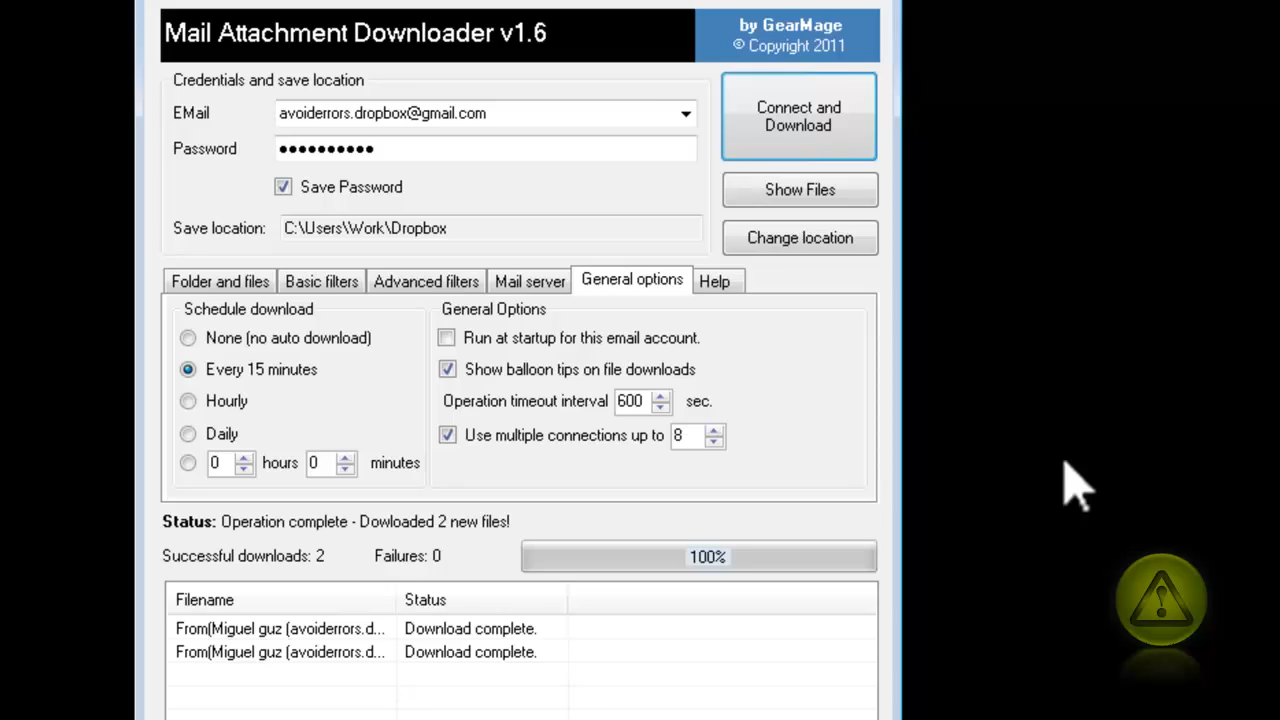 Mail Attachment Downloader v1.6
by GearMage
© Copyright 2011
Credentials and save location
EMail
avoiderrors.dropbox@gmail.com
Connect and
Download
Password
●●●●●●●●●●
Save Password
Show Files
Save location:
C:\Users\Work\Dropbox
Change location
Folder and files
Basic filters
Advanced filters
Mail server
General options
Help
Schedule download
General Options
None (no auto download)
Run at startup for this email account.
Every 15 minutes
Show balloon tips on file downloads
Hourly
Operation timeout interval 600 sec.
Daily
Use multiple connections up to 8
0 hours 0 minutes
Status: Operation complete - Dowloaded 2 new files!
Successful downloads: 2
Failures: 0
100%
Filename
Status
From(Miguel guz (avoiderrors.d...
Download complete.
From(Miguel guz (avoiderrors.d...
Download complete.